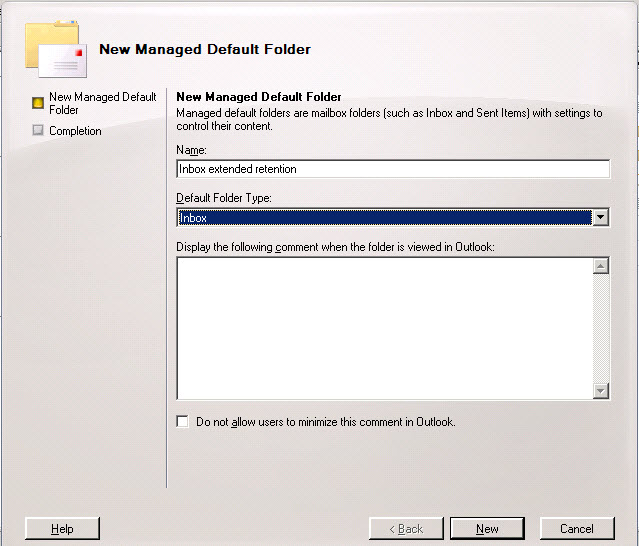 New Managed Default Folder
New Managed Default
Folder
Completion
New Managed Default Folder
Managed default folders are mailbox folders (such as Inbox and Sent Items) with settings to
control their content.
Name:
Inbox extended retention
Default Folder Type:
Inbox
Display the following comment when the folder is viewed in Outlook:
Do not allow users to minimize this comment in Outlook.
Help
< Back
New
Cancel